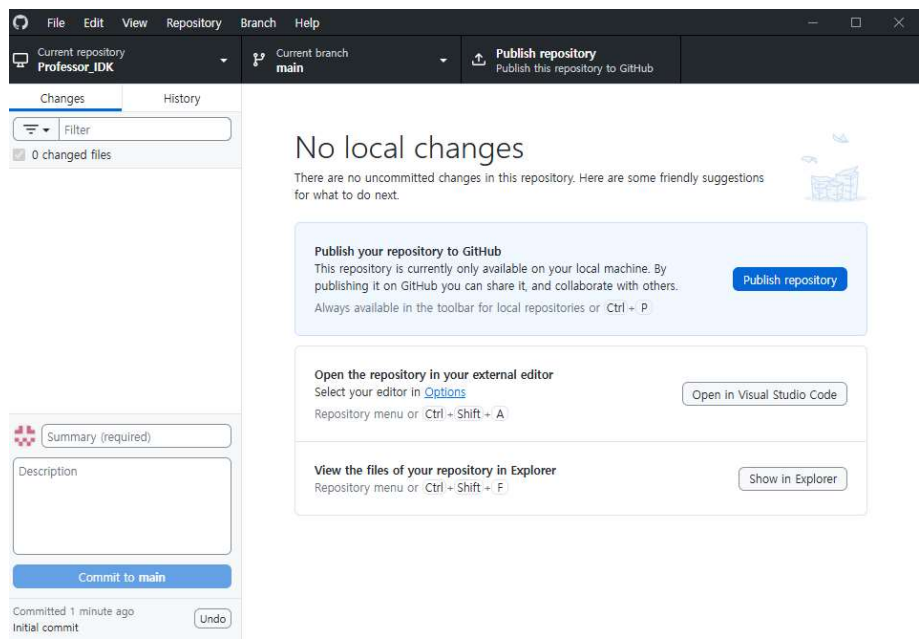 File Edit View Repository Branch Help
Current repository
Professor_IDK
Current branch
main
Publish repository
Publish this repository to GitHub
Changes History
Filter
0 changed files
No local changes
There are no uncommitted changes in this repository. Here are some friendly suggestions
for what to do next.
Publish your repository to GitHub
This repository is currently only available on your local machine. By
publishing it on GitHub you can share it, and collaborate with others.
Always available in the toolbar for local repositories or Ctrl + P
Publish repository
Open the repository in your external editor
Select your editor in Options
Repository menu or Ctrl + Shift + A
Open in Visual Studio Code
View the files of your repository in Explorer
Repository menu or Ctrl + Shift + F
Show in Explorer
Summary (required)
Description
Commit to main
Committed 1 minute ago
Initial commit
Undo